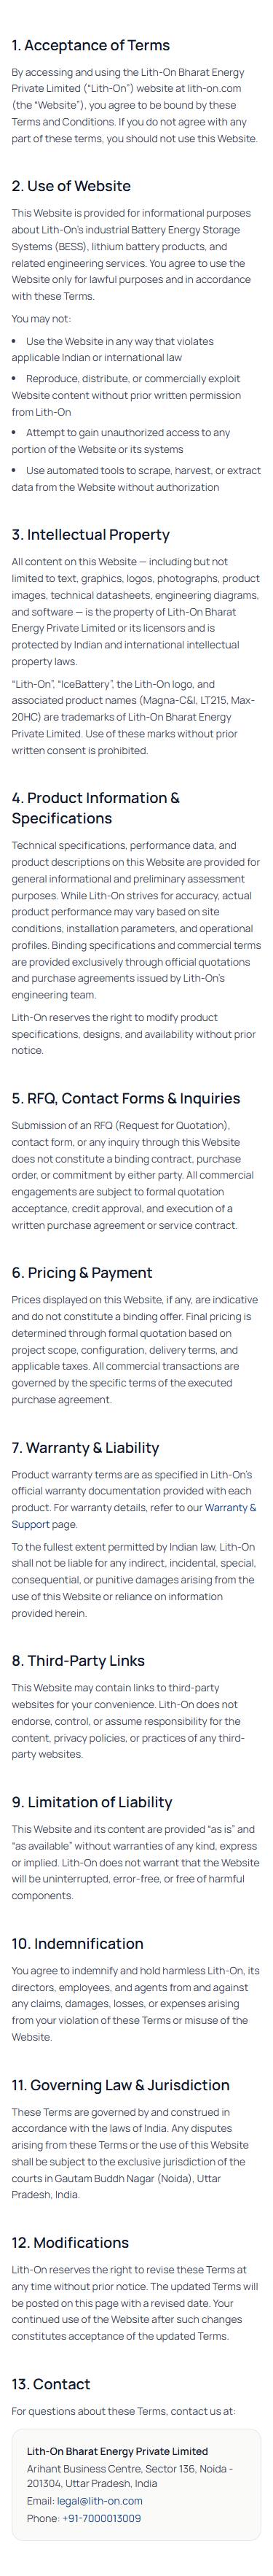 1. Acceptance of Terms
By accessing and using the Lith-On Bharat Energy
Private Limited (“Lith-On”) website at lith-on.com
(the “Website”), you agree to be bound by these
Terms and Conditions. If you do not agree with any
part of these terms, you should not use this Website.
2. Use of Website
This Website is provided for informational purposes
about Lith-On’s industrial Battery Energy Storage
Systems (BESS), lithium battery products, and
related engineering services. You agree to use the
Website only for lawful purposes and in accordance
with these Terms.
You may not:
• Use the Website in any way that violates
applicable Indian or international law
• Reproduce, distribute, or commercially exploit
Website content without prior written permission
from Lith-On
• Attempt to gain unauthorized access to any
portion of the Website or its systems
• Use automated tools to scrape, harvest, or extract
data from the Website without authorization
3. Intellectual Property
All content on this Website — including but not
limited to text, graphics, logos, photographs, product
images, technical datasheets, engineering diagrams,
and software — is the property of Lith-On Bharat
Energy Private Limited or its licensors and is
protected by Indian and international intellectual
property laws.
“Lith-On”, “IceBattery”, the Lith-On logo, and
associated product names (Magna-C&I, LT215, Max-
20HC) are trademarks of Lith-On Bharat Energy
Private Limited. Use of these marks without prior
written consent is prohibited.
4. Product Information &
Specifications
Technical specifications, performance data, and
product descriptions on this Website are provided for
general informational and preliminary assessment
purposes. While Lith-On strives for accuracy, actual
product performance may vary based on site
conditions, installation parameters, and operational
profiles. Binding specifications and commercial terms
are provided exclusively through official quotations
and purchase agreements issued by Lith-On’s
engineering team.
Lith-On reserves the right to modify product
specifications, designs, and availability without prior
notice.
5. RFQ, Contact Forms & Inquiries
Submission of an RFQ (Request for Quotation),
contact form, or any inquiry through this Website
does not constitute a binding contract, purchase
order, or commitment by either party. All commercial
engagements are subject to formal quotation
acceptance, credit approval, and execution of a
written purchase agreement or service contract.
6. Pricing & Payment
Prices displayed on this Website, if any, are indicative
and do not constitute a binding offer. Final pricing is
determined through formal quotation based on
project scope, configuration, delivery terms, and
applicable taxes. All commercial transactions are
governed by the specific terms of the executed
purchase agreement.
7. Warranty & Liability
Product warranty terms are as specified in Lith-On’s
official warranty documentation provided with each
product. For warranty details, refer to our Warranty &
Support page.
To the fullest extent permitted by Indian law, Lith-On
shall not be liable for any indirect, incidental, special,
consequential, or punitive damages arising from the
use of this Website or reliance on information
provided herein.
8. Third-Party Links
This Website may contain links to third-party
websites for your convenience. Lith-On does not
endorse, control, or assume responsibility for the
content, privacy policies, or practices of any third-
party websites.
9. Limitation of Liability
This Website and its content are provided “as is” and
“as available” without warranties of any kind, express
or implied. Lith-On does not warrant that the Website
will be uninterrupted, error-free, or free of harmful
components.
10. Indemnification
You agree to indemnify and hold harmless Lith-On, its
directors, employees, and agents from and against
any claims, damages, losses, or expenses arising
from your violation of these Terms or misuse of the
Website.
11. Governing Law & Jurisdiction
These Terms are governed by and construed in
accordance with the laws of India. Any disputes
arising from these Terms or the use of this Website
shall be subject to the exclusive jurisdiction of the
courts in Gautam Buddh Nagar (Noida), Uttar
Pradesh, India.
12. Modifications
Lith-On reserves the right to revise these Terms at
any time without prior notice. The updated Terms will
be posted on this page with a revised date. Your
continued use of the Website after such changes
constitutes acceptance of the updated Terms.
13. Contact
For questions about these Terms, contact us at:
Lith-On Bharat Energy Private Limited
Arihant Business Centre, Sector 136, Noida -
201304, Uttar Pradesh, India
Email: legal@lith-on.com
Phone: +91-7000013009